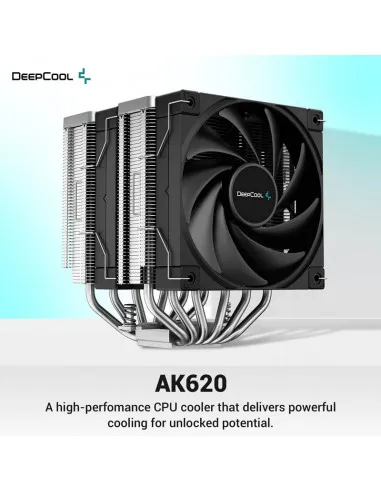 DEEPCOOL
DEEPCOOL
AK620
A high-perfomance CPU cooler that delivers powerful
cooling for unlocked potential.